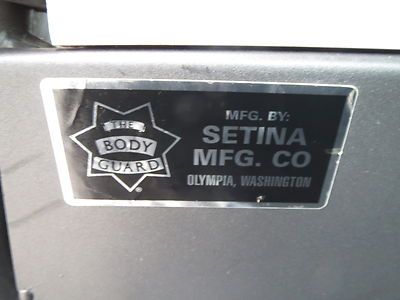 THE
BODY
GUARD
®
MFG. BY:
SETINA
MFG. CO
OLYMPIA, WASHINGTON